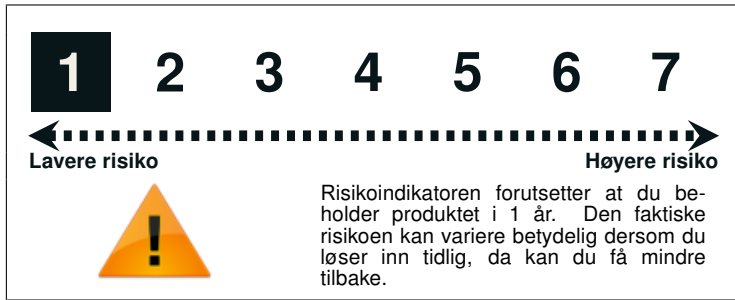 1 2 3 4 5 6 7
Lavere risiko Høyere risiko
!
Risikoindikatoren forutsetter at du be-
holder produktet i 1 år. Den faktiske
risikoen kan variere betydelig dersom du
løser inn tidlig, da kan du få mindre
tilbake.